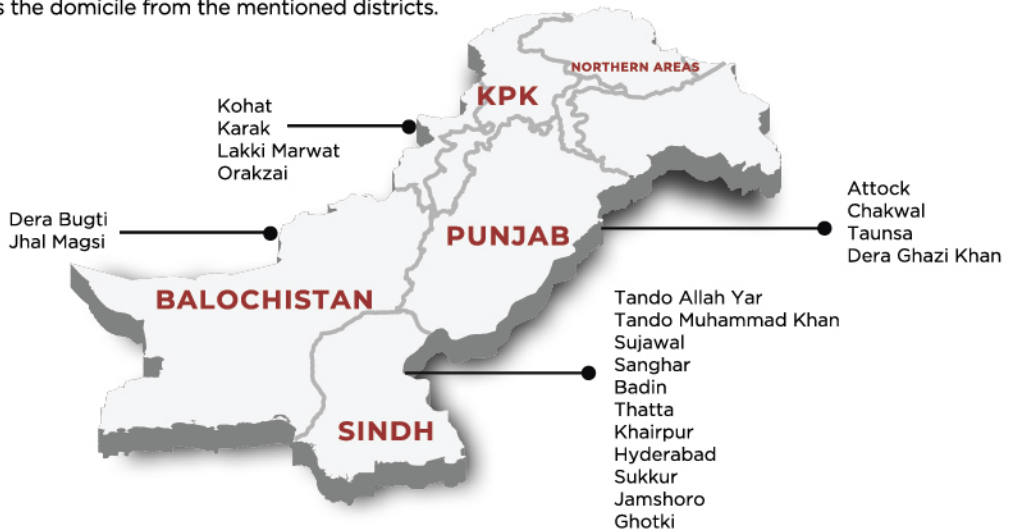 s the domicile from the mentioned districts.
NORTHERN AREAS
KPK
Kohat
Karak
Lakki Marwat
Orakzai
Dera Bugti
Jhal Magsi
PUNJAB
Attock
Chakwal
Taunsa
Dera Ghazi Khan
BALOCHISTAN
Tando Allah Yar
Tando Muhammad Khan
Sujawal
Sanghar
Badin
Thatta
Khairpur
Hyderabad
Sukkur
Jamshoro
Ghotki
SINDH